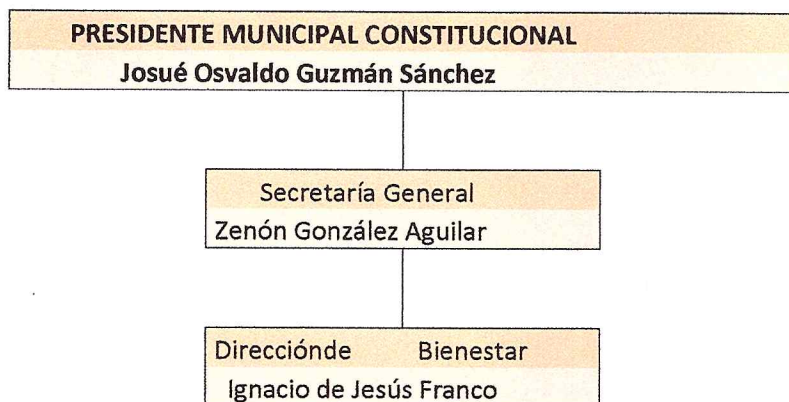 PRESIDENTE MUNICIPAL CONSTITUCIONAL
Josué Osvaldo Guzmán Sánchez
Secretaría General
Zenón González Aguilar
Direcciónde Bienestar
Ignacio de Jesús Franco